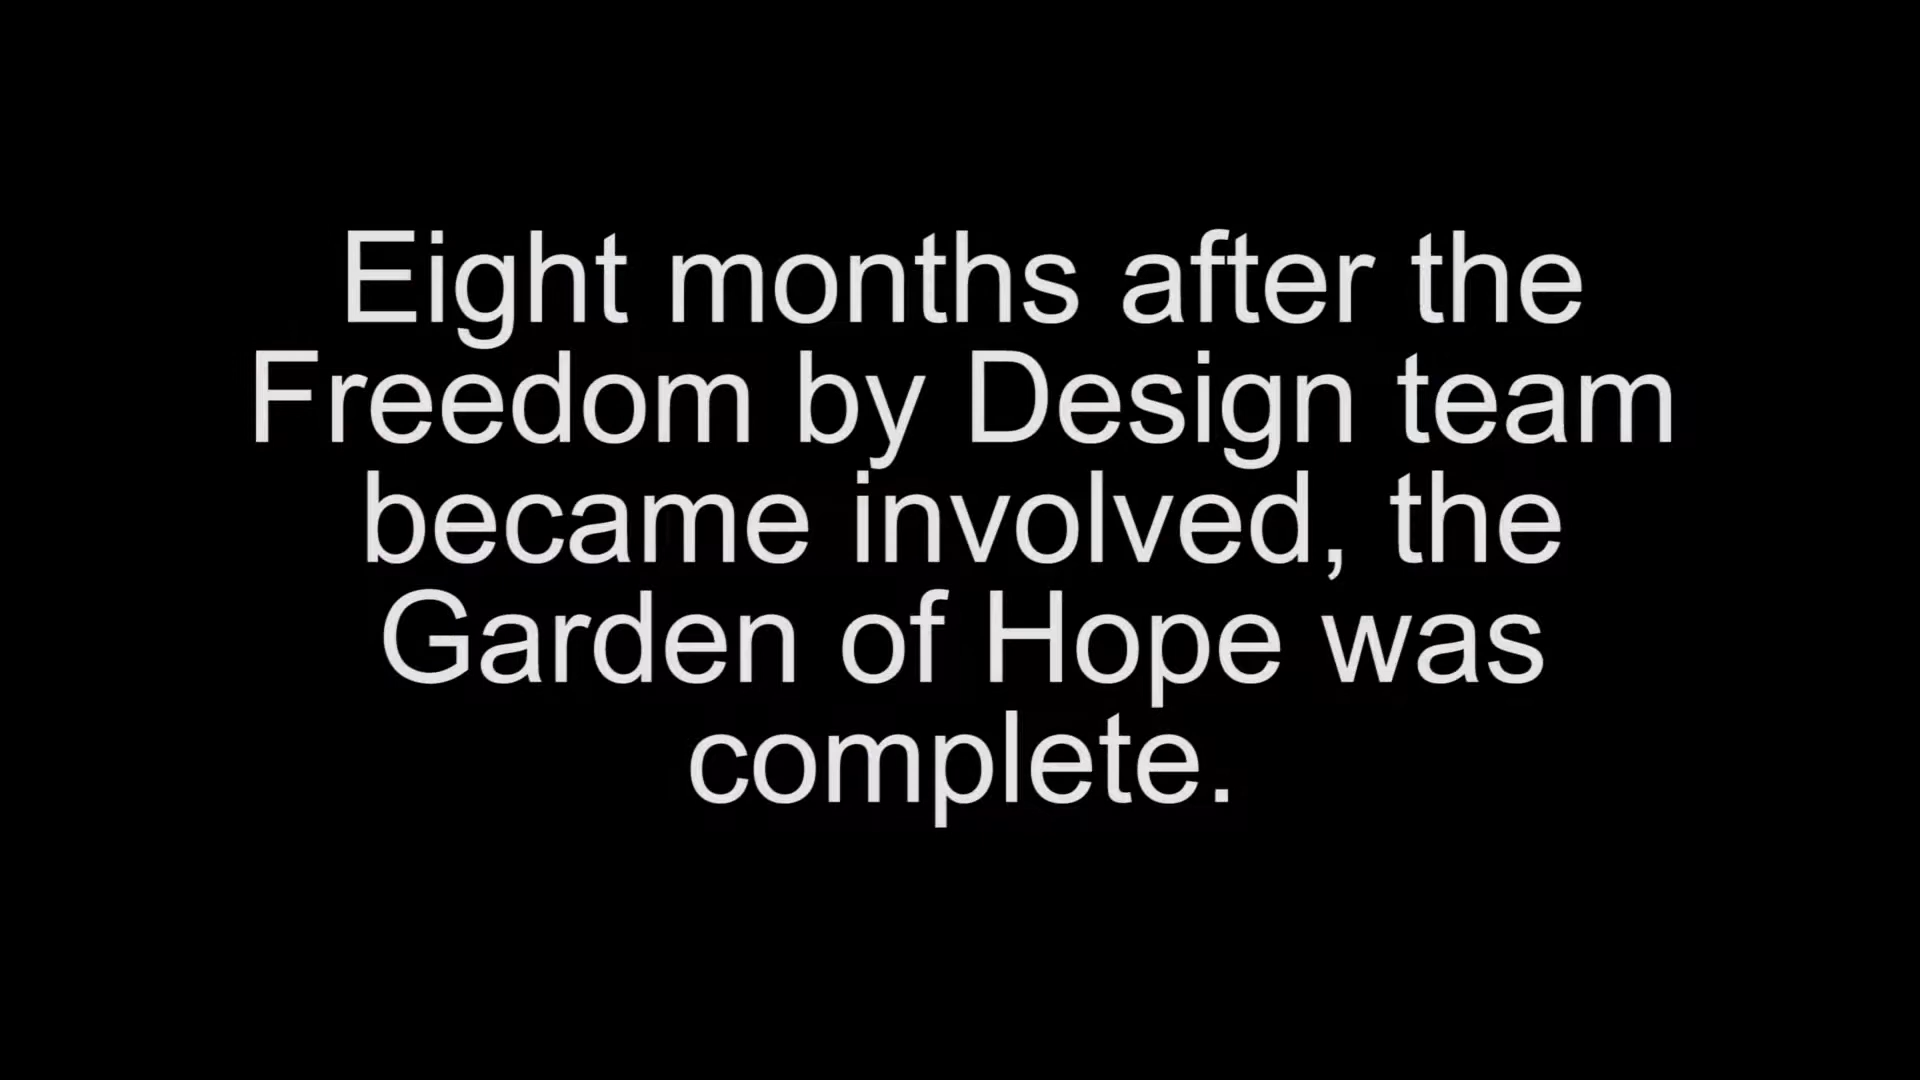 Eight months after the
Freedom by Design team
became involved, the
Garden of Hope was
complete.